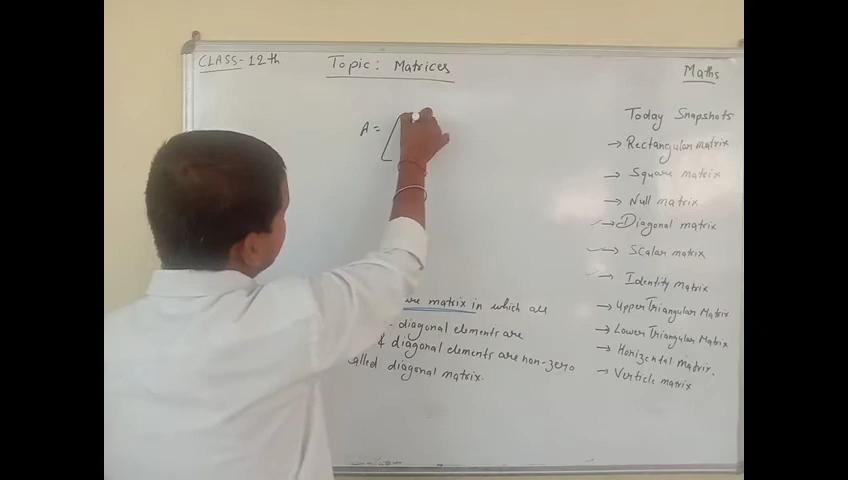 CLASS-12th
Topic: Matrices
Maths
A = [
Today Snapshots
→ Rectangular matrix
→ Square matrix
→ Null matrix
→ Diagonal matrix
→ Scalar matrix
→ Identity matrix
→ Upper Triangular Matrix
→ Lower Triangular Matrix
→ Horizental matrix.
→ Verticle matrix
matrix in which all
diagonal elements are
& diagonal elements are non-zero
called diagonal matrix.